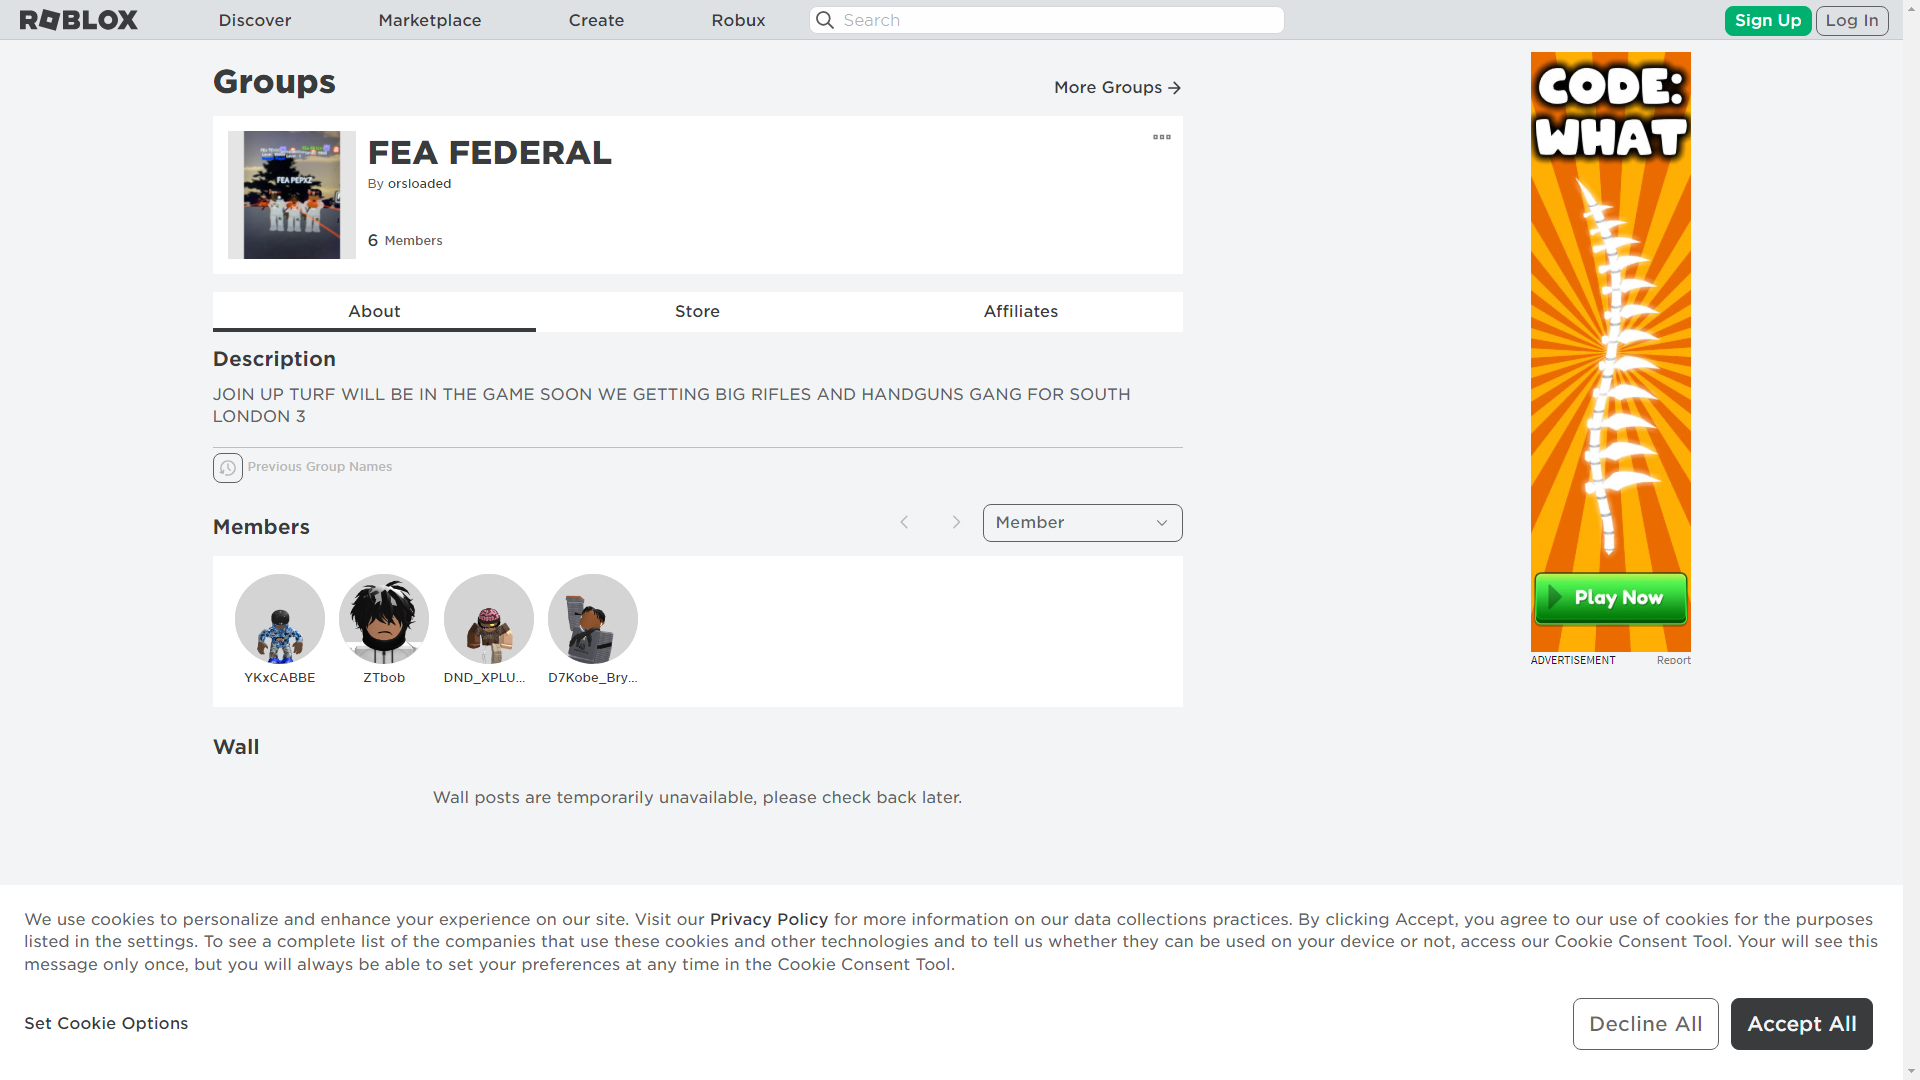 ROBLOX Discover Marketplace Create Robux Search Sign Up Log In
Groups
More Groups
FEA FEDERAL
By orsloaded
6 Members
FEA PEPXZ
About Store Affiliates
Description
JOIN UP TURF WILL BE IN THE GAME SOON WE GETTING BIG RIFLES AND HANDGUNS GANG FOR SOUTH
LONDON 3
Previous Group Names
Members
Member
YKxCABBE ZTbob DND_XPLU... D7Kobe_Bry...
Wall
Wall posts are temporarily unavailable, please check back later.
CODE:
WHAT
Play Now
ADVERTISEMENT Report
We use cookies to personalize and enhance your experience on our site. Visit our Privacy Policy for more information on our data collections practices. By clicking Accept, you agree to our use of cookies for the purposes
listed in the settings. To see a complete list of the companies that use these cookies and other technologies and to tell us whether they can be used on your device or not, access our Cookie Consent Tool. Your will see this
message only once, but you will always be able to set your preferences at any time in the Cookie Consent Tool.
Set Cookie Options
Decline All
Accept All